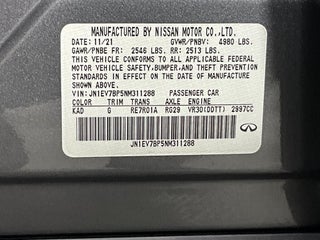 MANUFACTURED BY NISSAN MOTOR CO.,LTD.
DATE: 11/21 GVWR/PNBV: 4980 LBS.
GAWR/PNBE FR: 2546 LBS. RR: 2513 LBS.
THIS VEHICLE CONFORMS TO ALL
APPLICABLE FEDERAL MOTOR VEHICLE
SAFETY,BUMPER,AND THEFT PREVENTION
STANDARDS IN EFFECT ON THE DATE OF
MANUFACTURE SHOWN ABOVE.
VIN: JN1EV7BP5NM311288 PASSENGER CAR
COLOR TRIM TRANS AXLE ENGINE
KAD G RE7R01A RG29 VR30(DDTT) 2997CC
JN1EV7BP5NM311288
INFINITI